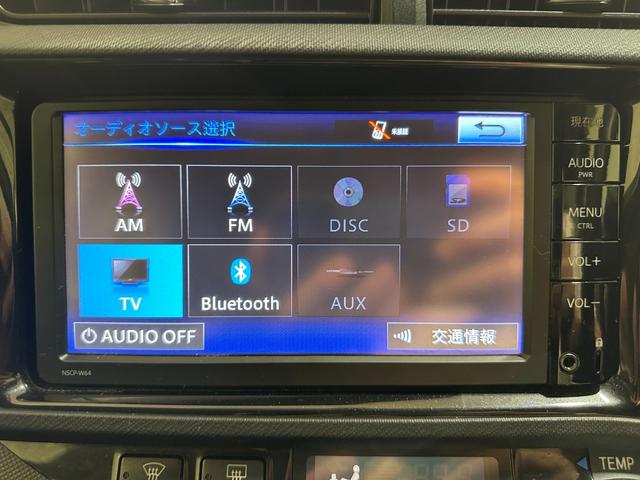 オーディオソース選択
未接続
現在地
AUDIO
PWR
MENU
CTRL
VOL+
VOL−
AM
FM
DISC
SD
TV
Bluetooth
AUX
AUDIO OFF
交通情報
NSCP-W64
TEMP